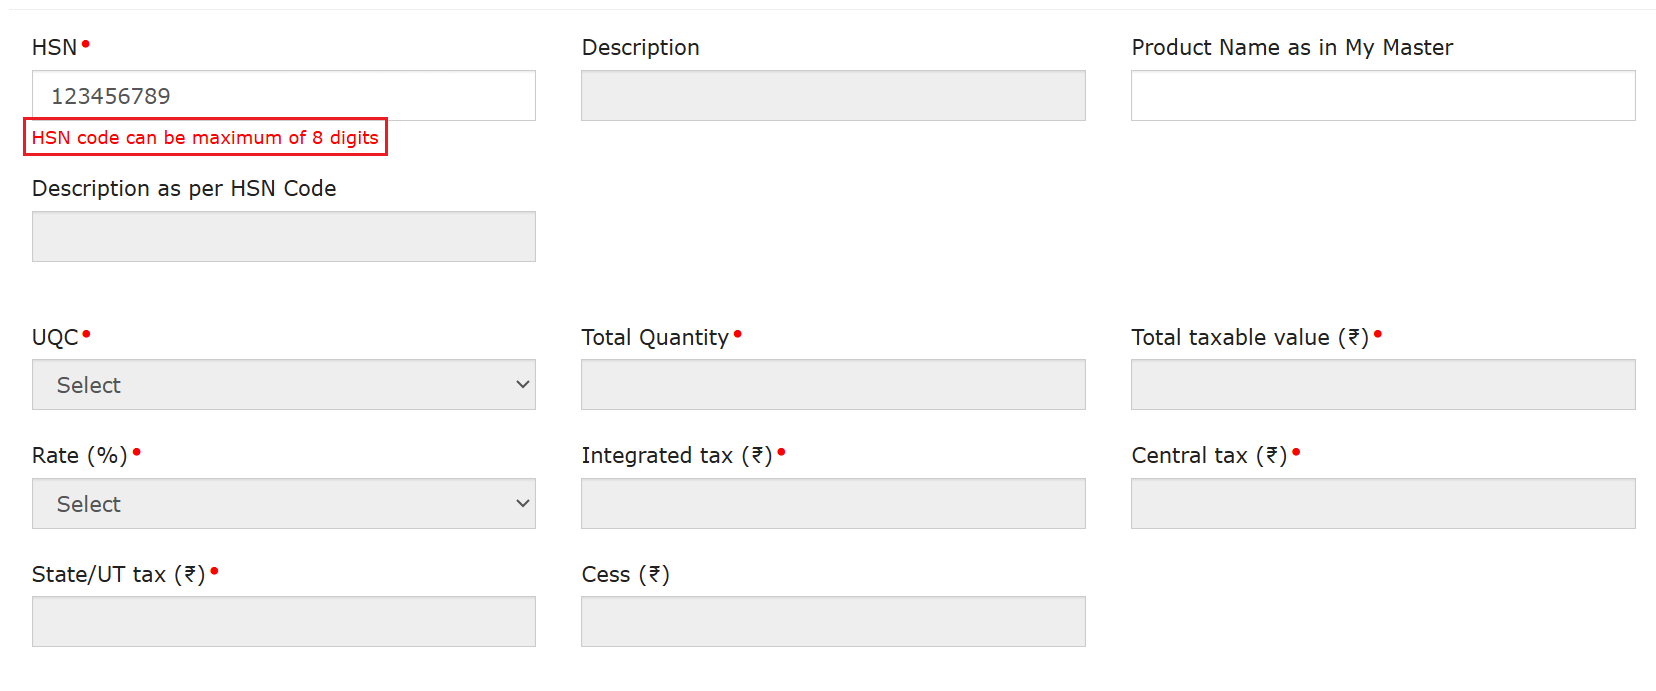 HSN•
Description
Product Name as in My Master
123456789
HSN code can be maximum of 8 digits
Description as per HSN Code
UQC•
Total Quantity•
Total taxable value (₹)•
Select
Rate (%)•
Integrated tax (₹)•
Central tax (₹)•
Select
State/UT tax (₹)•
Cess (₹)